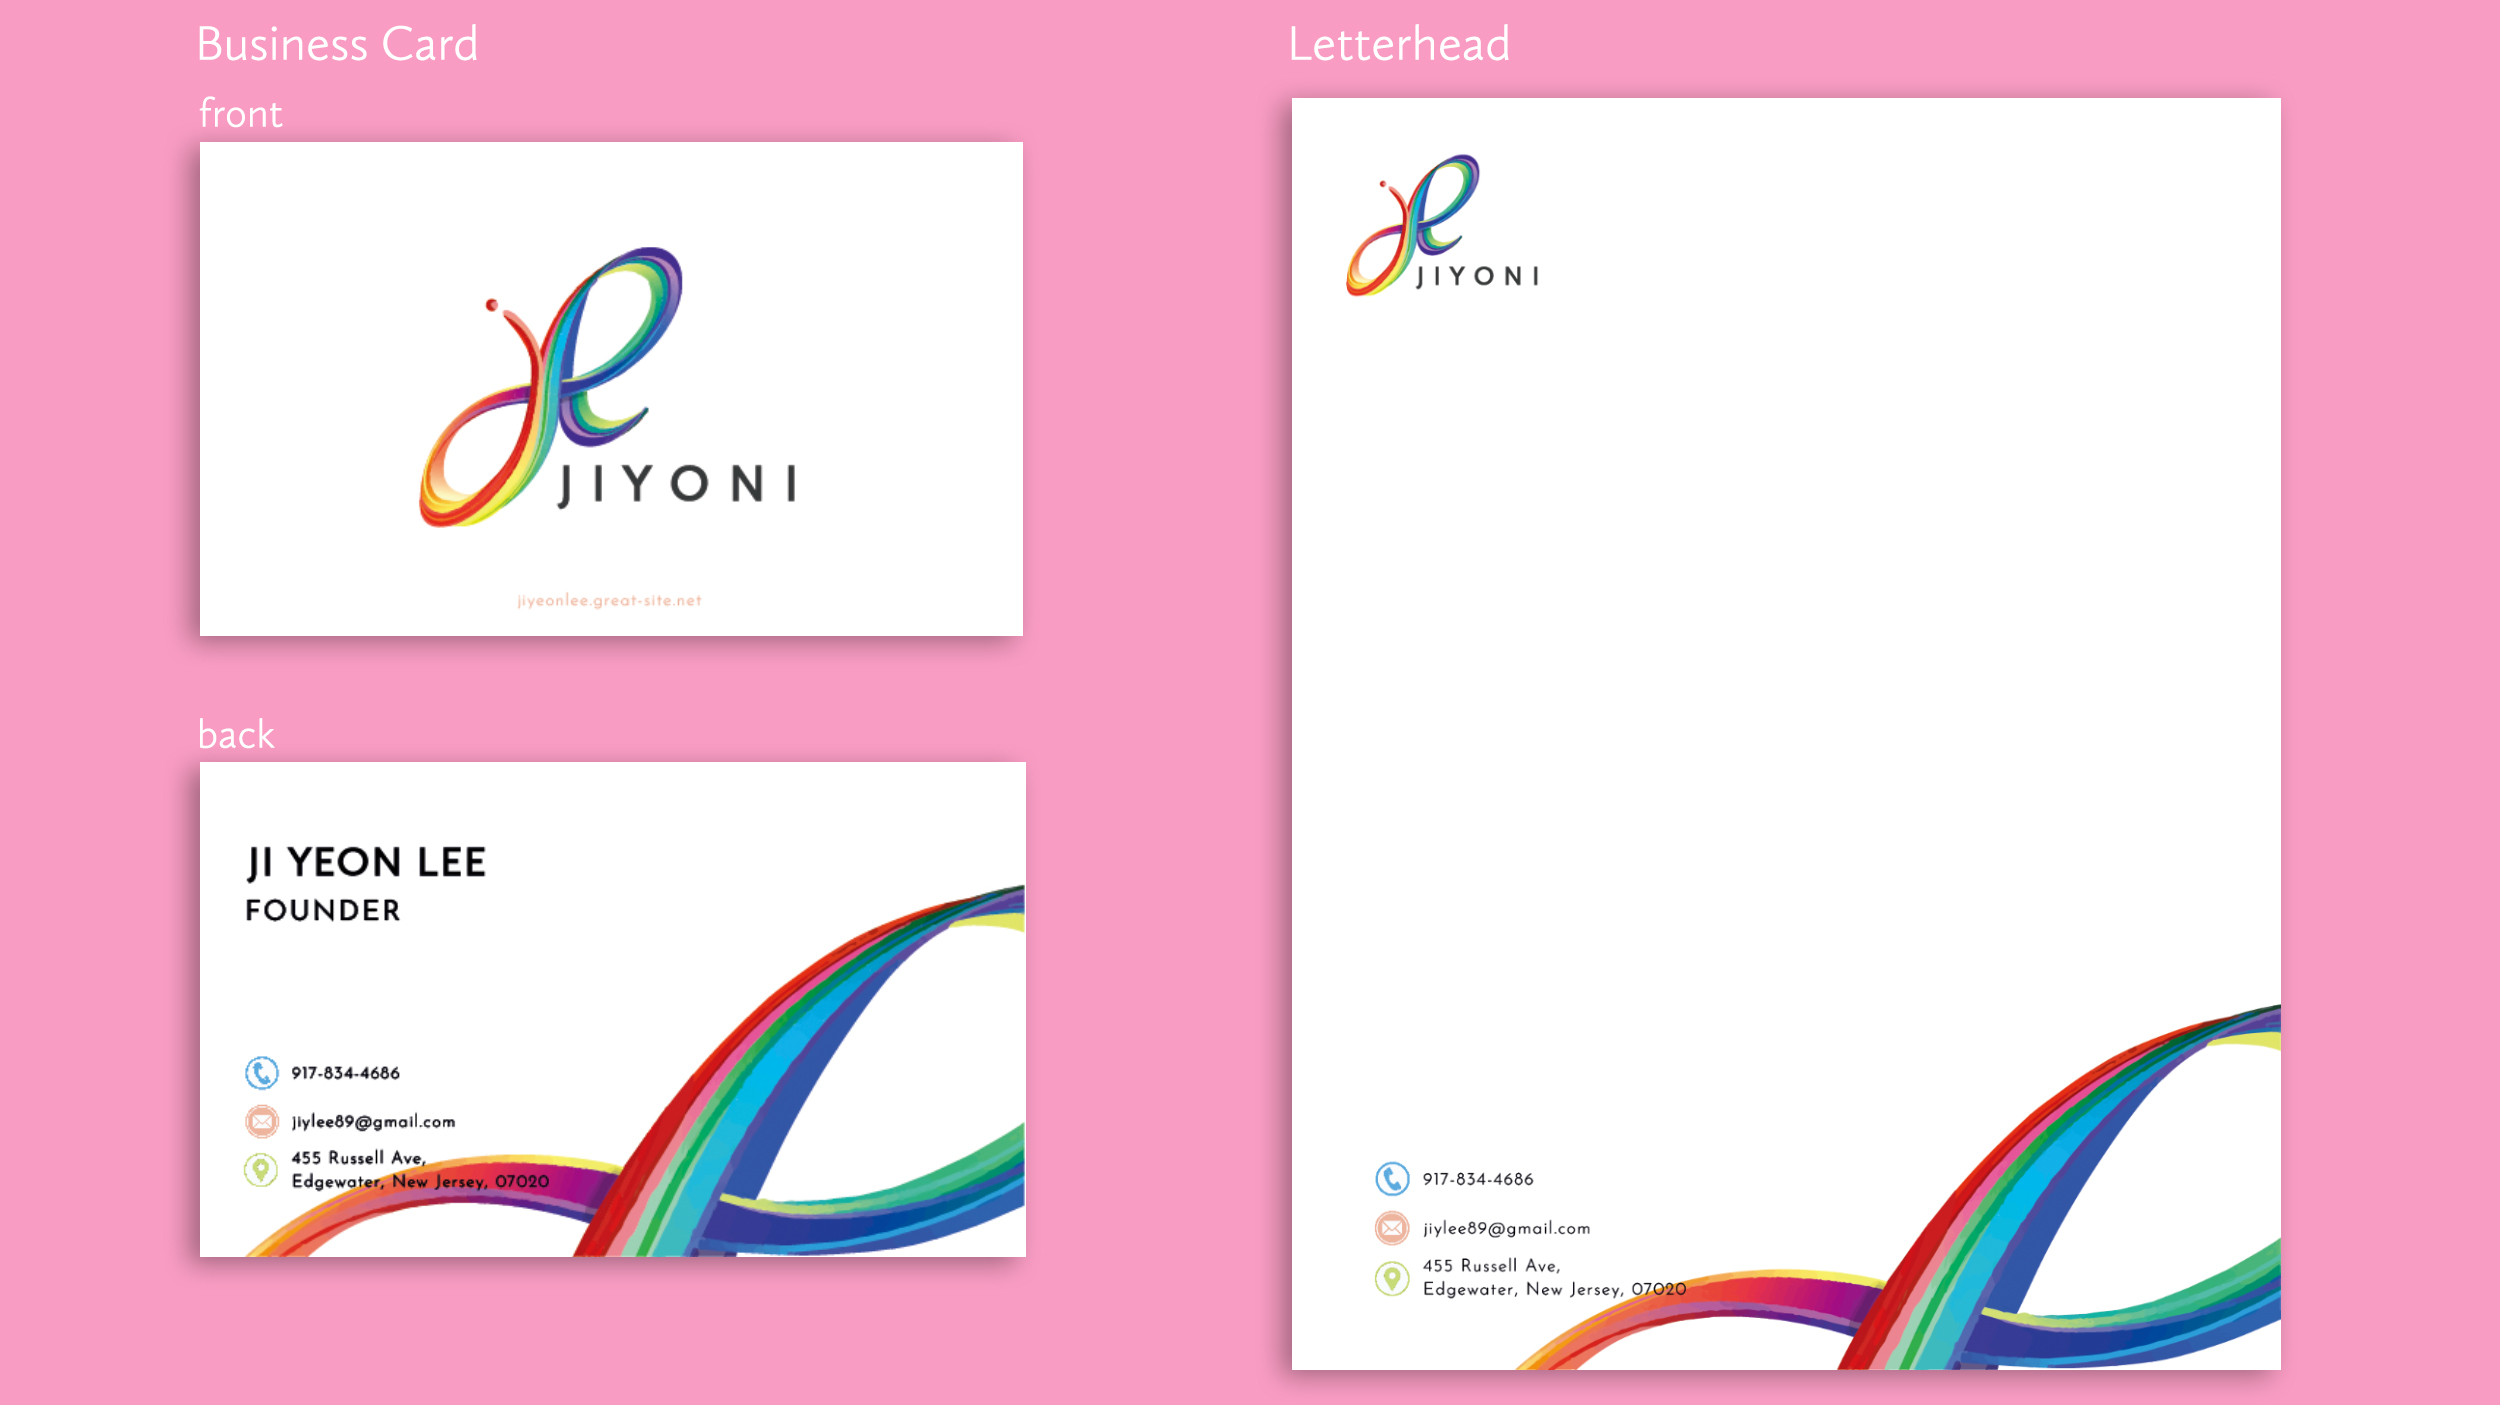 Business Card
front
JIYONI
jiyeonlee.great-site.net
back
JI YEON LEE
FOUNDER
917-834-4686
jiylee89@gmail.com
455 Russell Ave,
Edgewater, New Jersey, 07020
Letterhead
JIYONI
917-834-4686
jiylee89@gmail.com
455 Russell Ave,
Edgewater, New Jersey, 07020